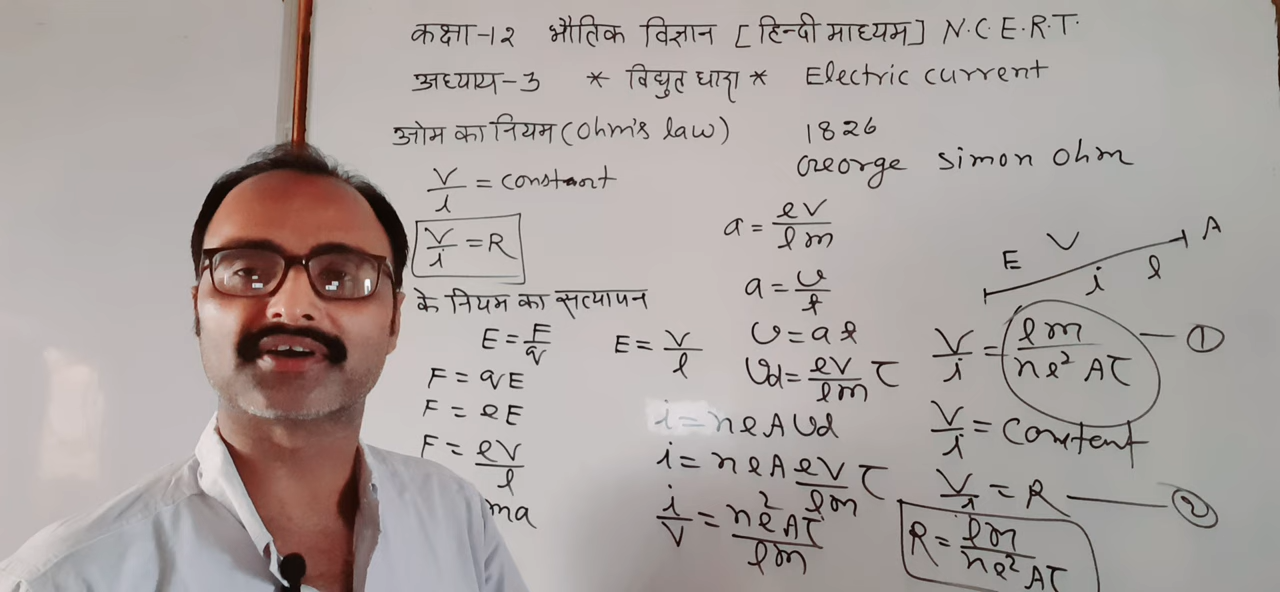 कक्षा-12 भौतिक विज्ञान [हिन्दी माध्यम] N.C.E.R.T.
अध्याय-3 * विद्युत धारा * Electric current
ओम का नियम (Ohm's law) 1826
George Simon Ohm
V/i = constant
V/i = R
के नियम का सत्यापन
E = F/q
F = qE
F = eE
F = eV/l
ma
E = V/l
a = eV/lm
a = v/t
v = at
vd = eV/lm τ
i = neAvd
i = neA eV/lm τ
i/V = ne²Aτ/lm
E V A
i l
V/i = lm/ne²Aτ — ①
V/i = Constent
V/i = R — ②
R = lm/ne²Aτ